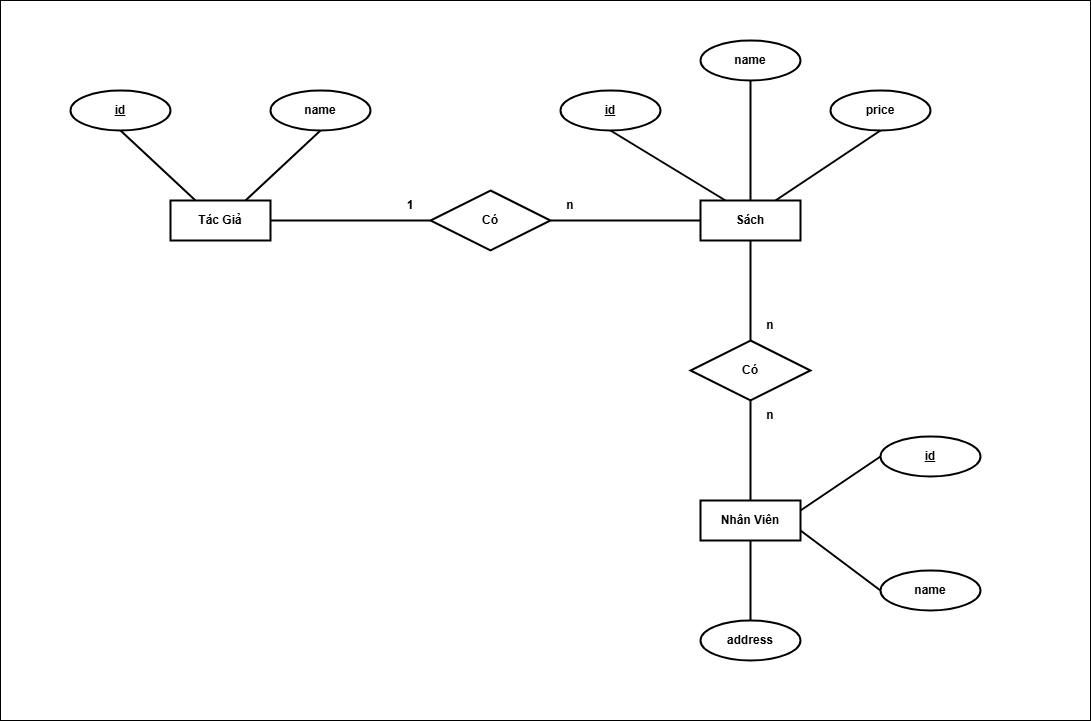 name
id
name
id
price
1
n
Tác Giả
Có
Sách
n
Có
n
id
Nhân Viên
name
address